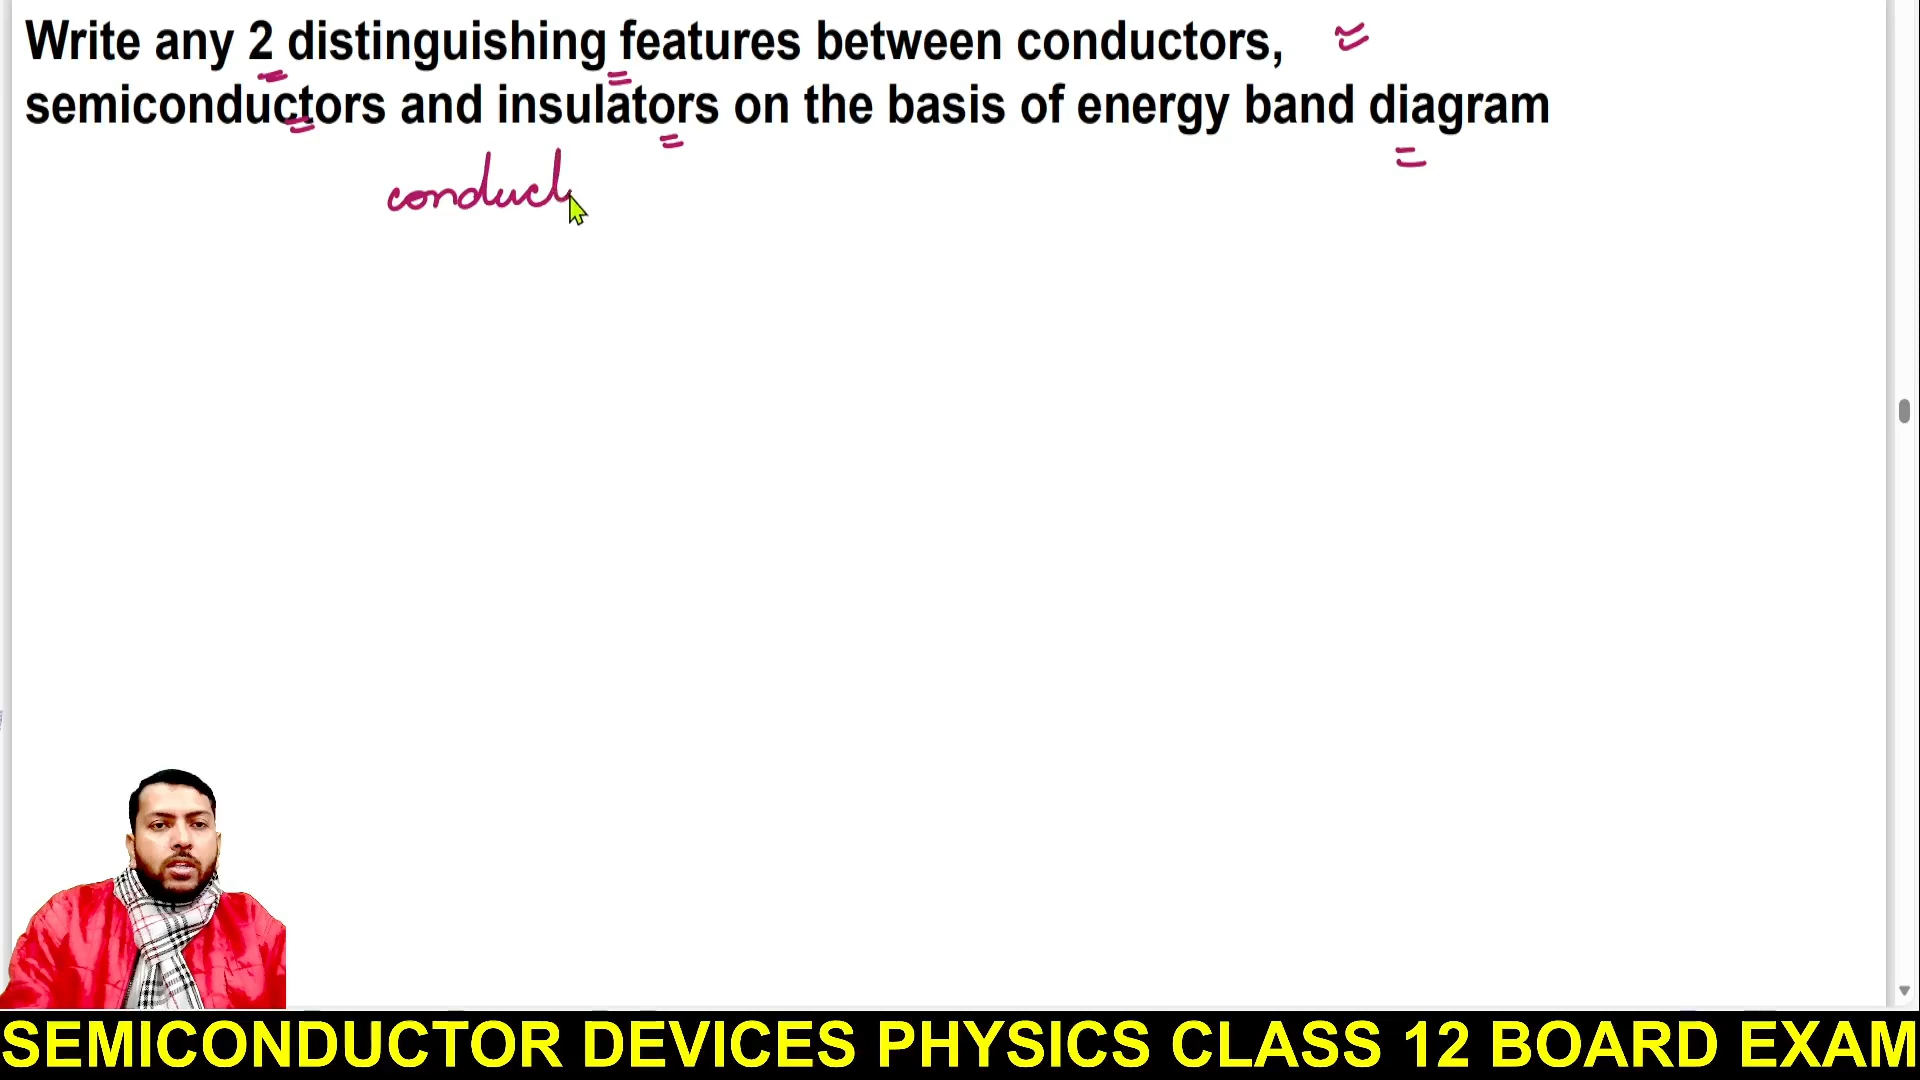 Write any 2 distinguishing features between conductors,
semiconductors and insulators on the basis of energy band diagram
conduct
SEMICONDUCTOR DEVICES PHYSICS CLASS 12 BOARD EXAM